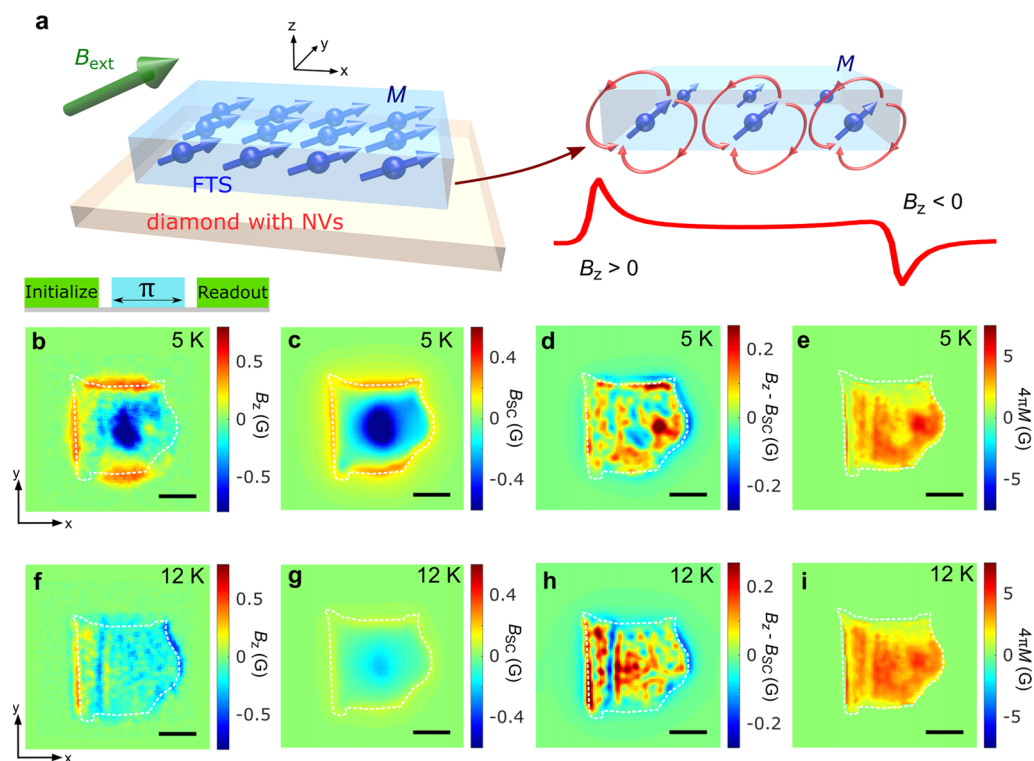 a
B_ext
z
y
x
M
FTS
diamond with NVs
M
B_z > 0
B_z < 0
Initialize
π
Readout
b
5 K
0.5
0
-0.5
B_z (G)
c
5 K
0.4
0
-0.4
B_SC (G)
d
5 K
0.2
0
-0.2
B_z - B_SC (G)
e
5 K
5
0
-5
4πM (G)
y
x
f
12 K
0.5
0
-0.5
B_z (G)
g
12 K
0.4
0
-0.4
B_SC (G)
h
12 K
0.2
0
-0.2
B_z - B_SC (G)
i
12 K
5
0
-5
4πM (G)
y
x